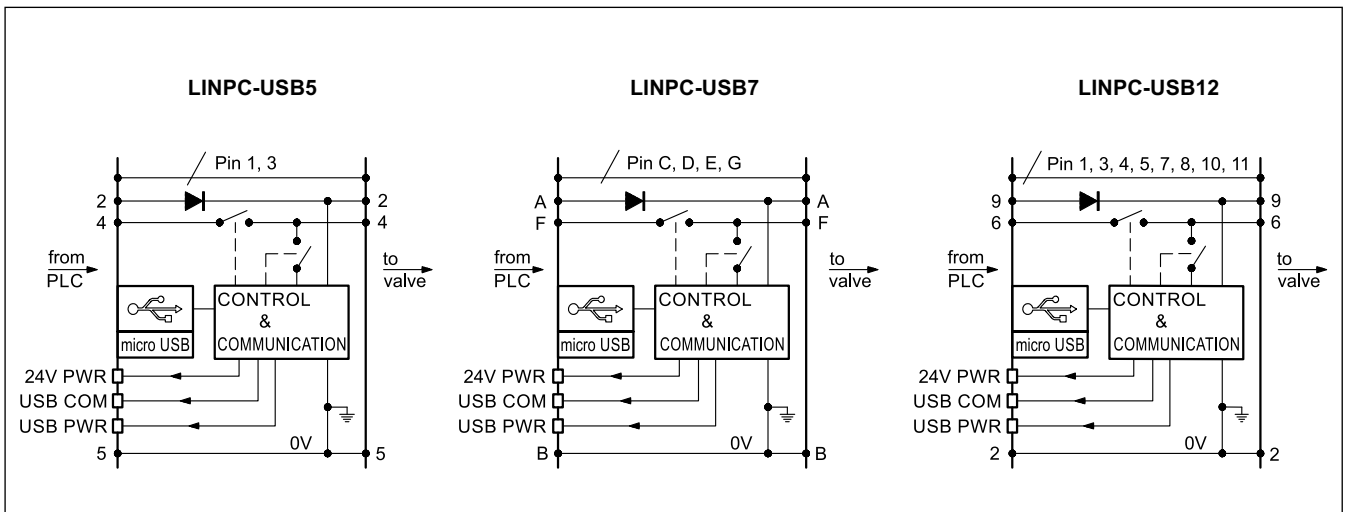 LINPC-USB5
Pin 1, 3
2
2
4
4
from
PLC
to
valve
CONTROL
&
COMMUNICATION
micro USB
24V PWR
USB COM
USB PWR
0V
5
5
LINPC-USB7
Pin C, D, E, G
A
A
F
F
from
PLC
to
valve
CONTROL
&
COMMUNICATION
micro USB
24V PWR
USB COM
USB PWR
0V
B
B
LINPC-USB12
Pin 1, 3, 4, 5, 7, 8, 10, 11
9
9
6
6
from
PLC
to
valve
CONTROL
&
COMMUNICATION
micro USB
24V PWR
USB COM
USB PWR
0V
2
2